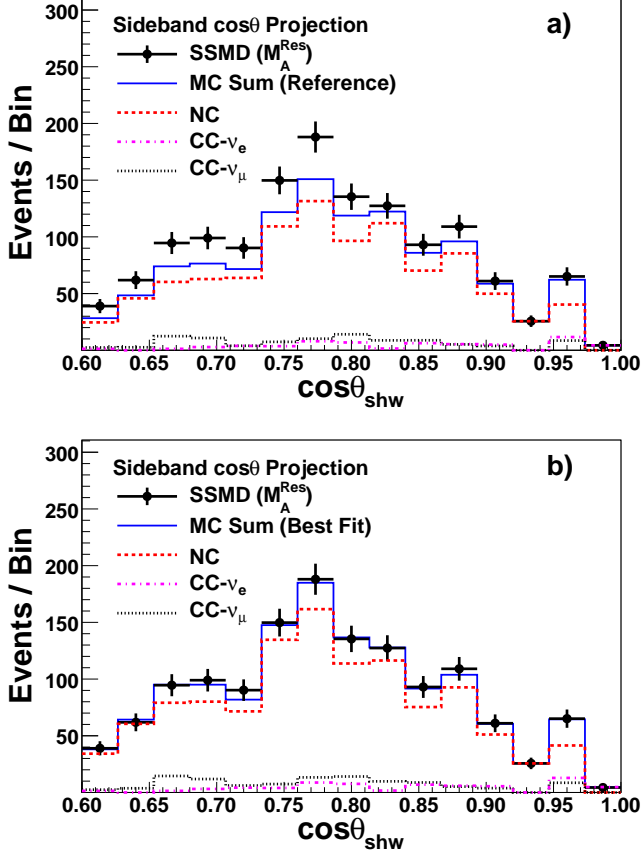 a)
Sideband cosθ Projection
SSMD (M_A^Res)
MC Sum (Reference)
NC
CC-ν_e
CC-ν_μ
Events / Bin
300
250
200
150
100
50
0.60 0.65 0.70 0.75 0.80 0.85 0.90 0.95 1.00
cosθ_shw
b)
Sideband cosθ Projection
SSMD (M_A^Res)
MC Sum (Best Fit)
NC
CC-ν_e
CC-ν_μ
Events / Bin
300
250
200
150
100
50
0.60 0.65 0.70 0.75 0.80 0.85 0.90 0.95 1.00
cosθ_shw